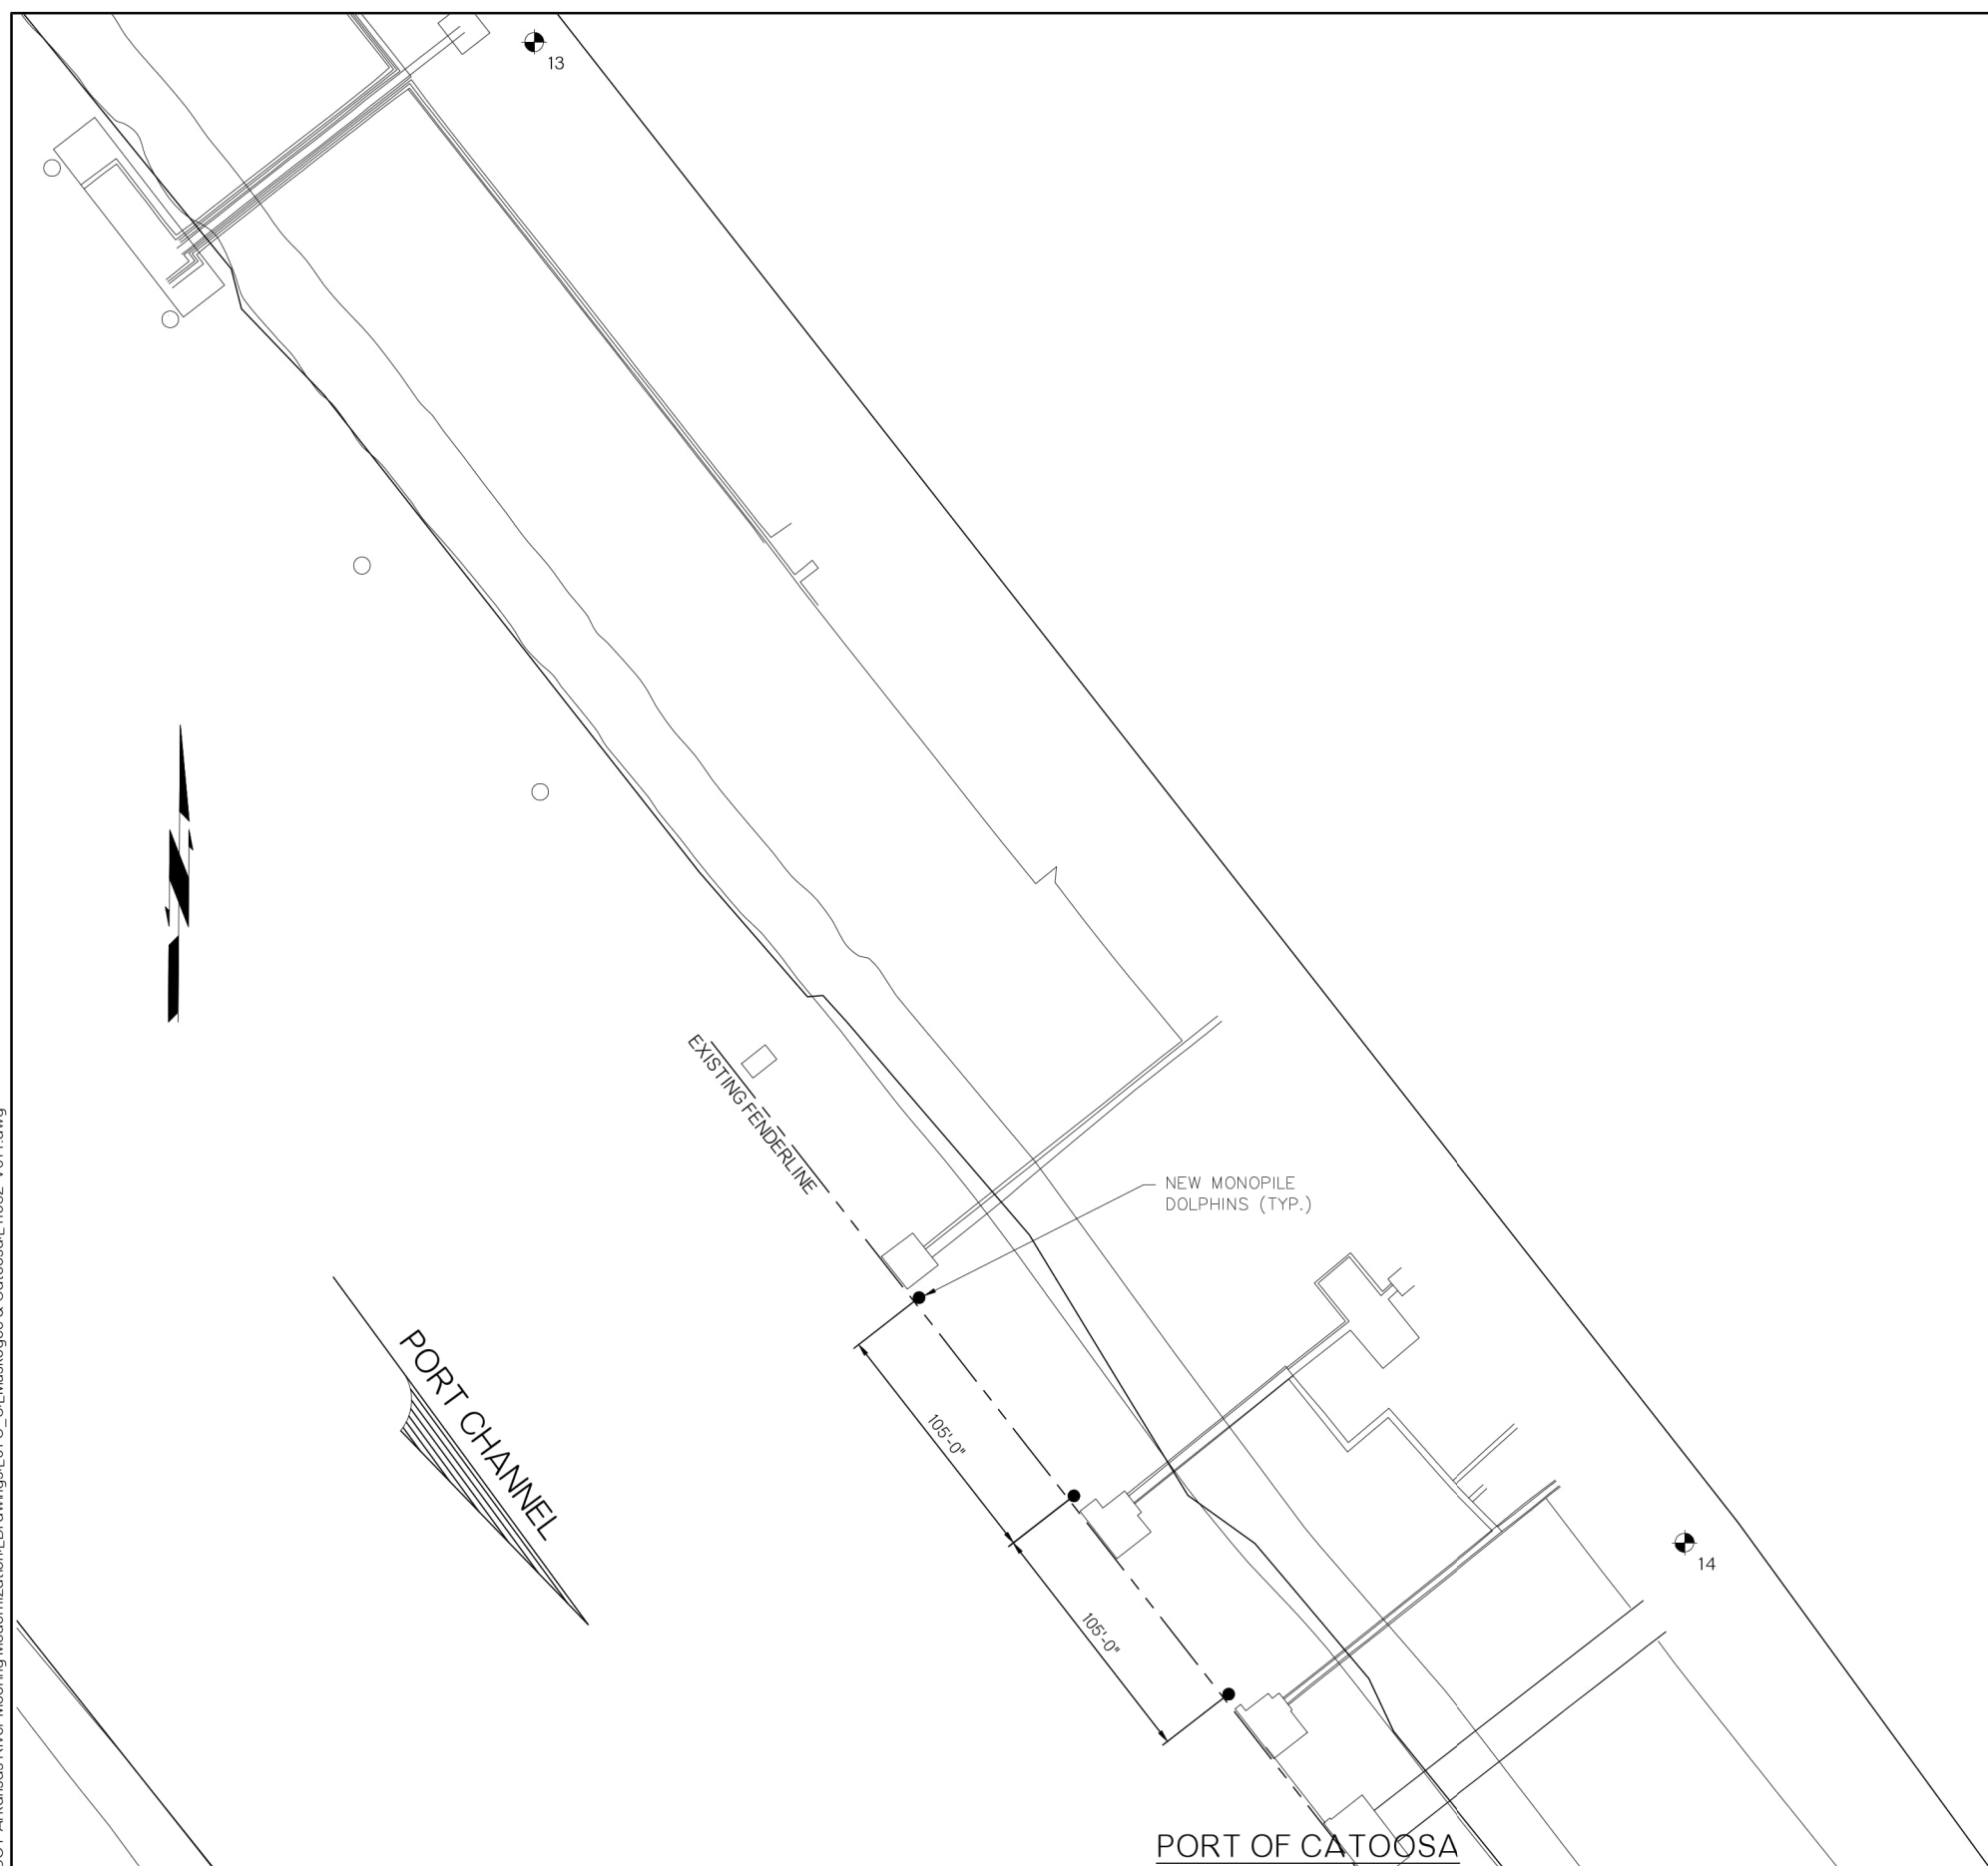 13
EXISTING FENDERLINE
NEW MONOPILE
DOLPHINS (TYP.)
PORT CHANNEL
105'-0"
105'-0"
14
PORT OF CATOOSA